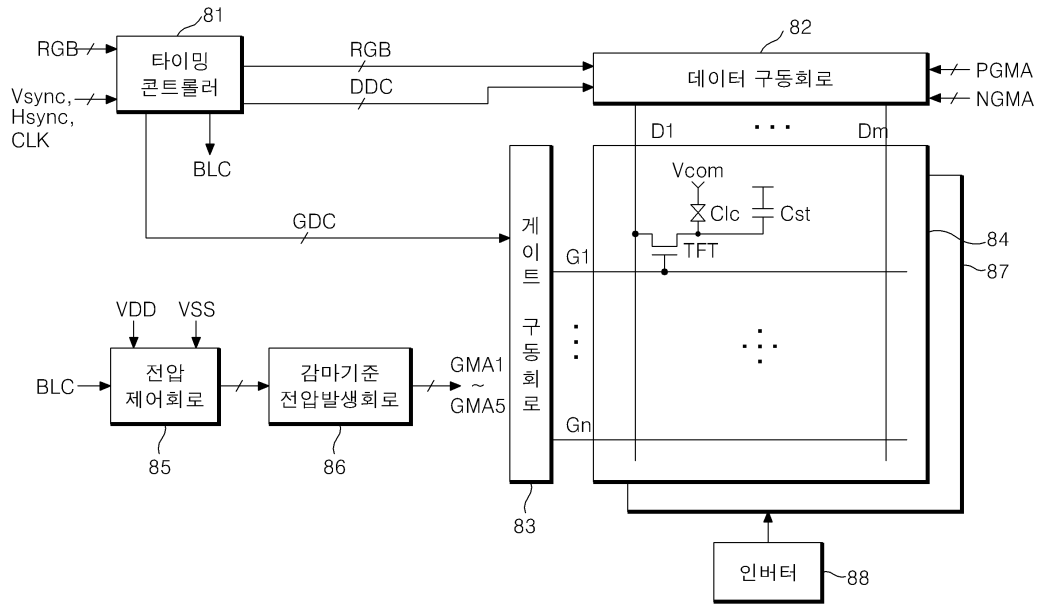 81
RGB
타이밍
콘트롤러
Vsync,
Hsync,
CLK
RGB
DDC
BLC
GDC
82
데이터 구동회로
PGMA
NGMA
D1
Dm
Vcom
Clc
Cst
TFT
G1
Gn
84
87
게이트 구동회로
83
VDD
VSS
BLC
전압
제어회로
85
감마기준
전압발생회로
86
GMA1
~
GMA5
인버터
88